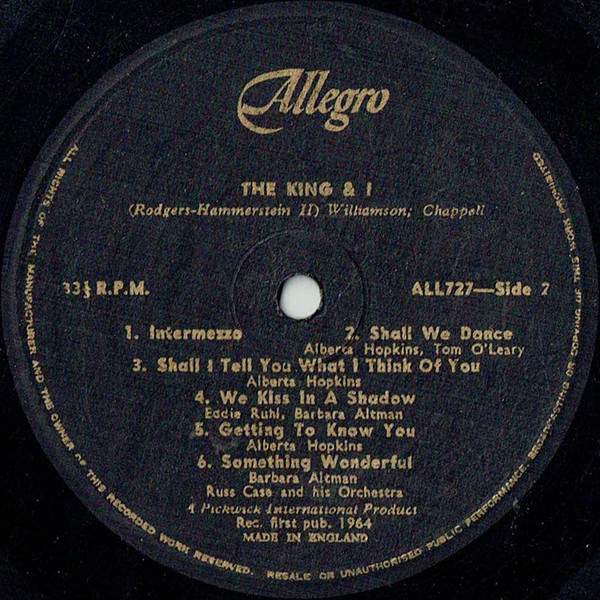 Allegro
THE KING & I
(Rodgers-Hammerstein II) Williamson; Chappell
33⅓ R.P.M.
ALL727—Side 2
1. Intermezzo 2. Shall We Dance
Alberta Hopkins, Tom O'Leary
3. Shall I Tell You What I Think Of You
Alberta Hopkins
4. We Kiss In A Shadow
Eddie Ruhl, Barbara Altman
5. Getting To Know You
Alberta Hopkins
6. Something Wonderful
Barbara Altman
Russ Case and his Orchestra
A Pickwick International Product
Rec. first pub. 1964
MADE IN ENGLAND
ALL RIGHTS OF THE MANUFACTURER AND THE OWNER OF THIS RECORDED WORK RESERVED. RESALE OR UNAUTHORISED PUBLIC PERFORMANCE, BROADCASTING OR COPYING OF THIS RECORD PROHIBITED